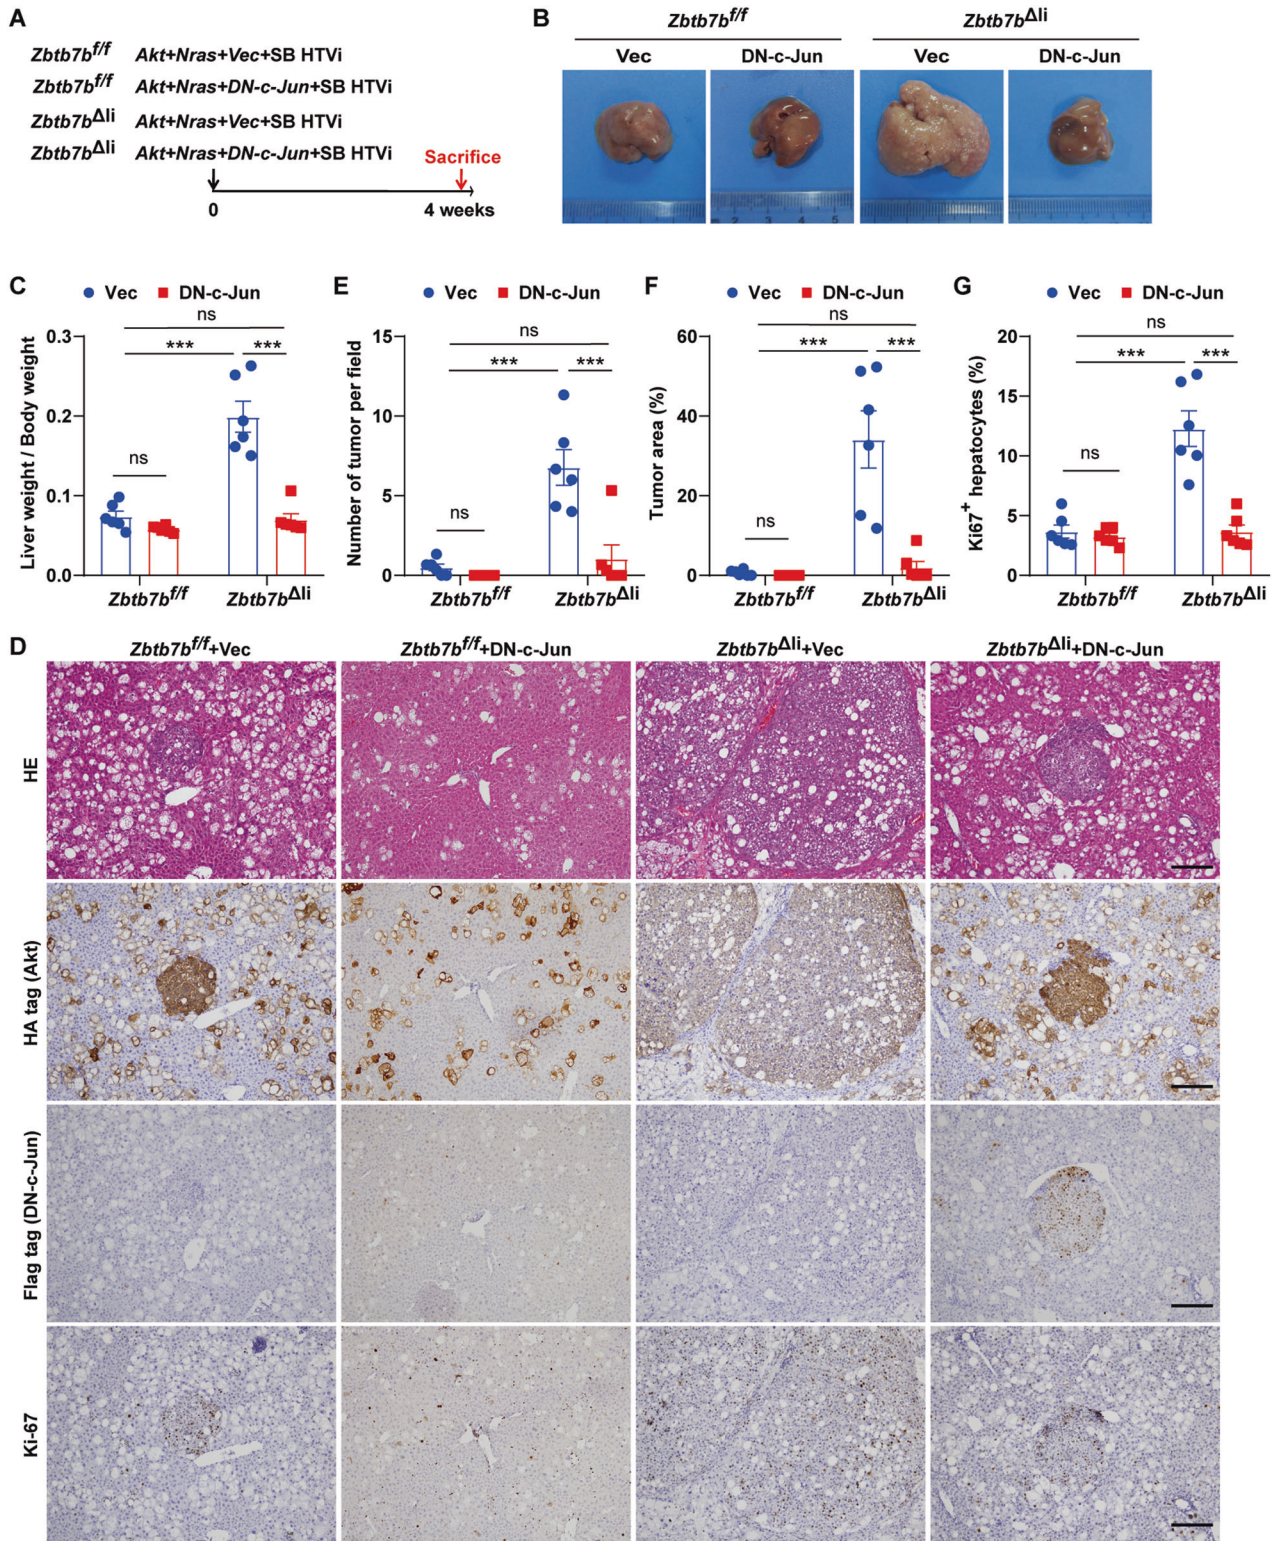 A
Zbtb7b^f/f Akt+Nras+Vec+SB HTVi
Zbtb7b^f/f Akt+Nras+DN-c-Jun+SB HTVi
Zbtb7b^Δli Akt+Nras+Vec+SB HTVi
Zbtb7b^Δli Akt+Nras+DN-c-Jun+SB HTVi
Sacrifice
0 4 weeks
B
Zbtb7b^f/f Zbtb7b^Δli
Vec DN-c-Jun Vec DN-c-Jun
2 3 4 5
C
Vec DN-c-Jun
Liver weight / Body weight
0.3
0.2
0.1
0.0
ns
*** ***
ns
Zbtb7b^f/f Zbtb7b^Δli
E
Vec DN-c-Jun
Number of tumor per field
15
10
5
0
ns
*** ***
ns
Zbtb7b^f/f Zbtb7b^Δli
F
Vec DN-c-Jun
Tumor area (%)
60
40
20
0
ns
*** ***
ns
Zbtb7b^f/f Zbtb7b^Δli
G
Vec DN-c-Jun
Ki67⁺ hepatocytes (%)
20
15
10
5
0
ns
*** ***
ns
Zbtb7b^f/f Zbtb7b^Δli
D
Zbtb7b^f/f+Vec Zbtb7b^f/f+DN-c-Jun Zbtb7b^Δli+Vec Zbtb7b^Δli+DN-c-Jun
HE
HA tag (Akt)
Flag tag (DN-c-Jun)
Ki-67